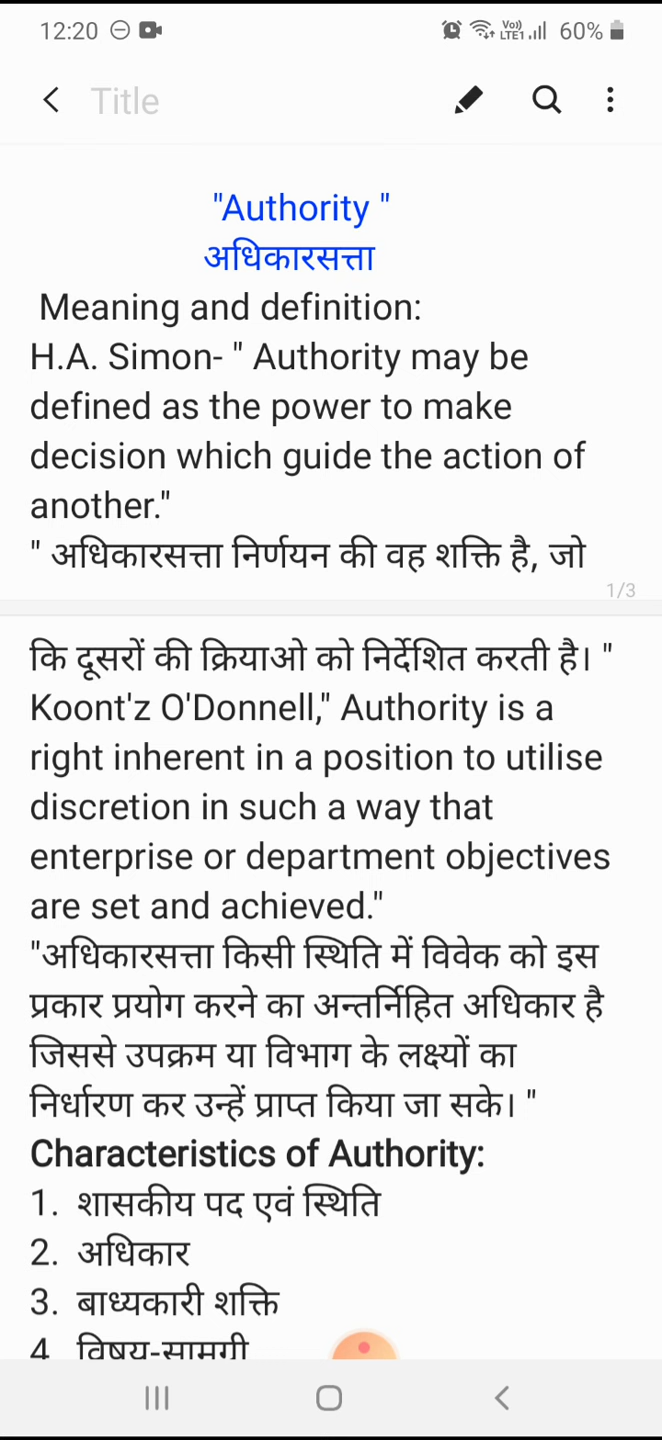 12:20
Vo))
LTE1
60%
Title
"Authority "
अधिकारसत्ता
Meaning and definition:
H.A. Simon- " Authority may be
defined as the power to make
decision which guide the action of
another."
" अधिकारसत्ता निर्णयन की वह शक्ति है, जो
1/3
कि दूसरों की क्रियाओ को निर्देशित करती है। "
Koont'z O'Donnell," Authority is a
right inherent in a position to utilise
discretion in such a way that
enterprise or department objectives
are set and achieved."
"अधिकारसत्ता किसी स्थिति में विवेक को इस
प्रकार प्रयोग करने का अन्तर्निहित अधिकार है
जिससे उपक्रम या विभाग के लक्ष्यों का
निर्धारण कर उन्हें प्राप्त किया जा सके। "
Characteristics of Authority:
1. शासकीय पद एवं स्थिति
2. अधिकार
3. बाध्यकारी शक्ति
4 विषय-सामग्री